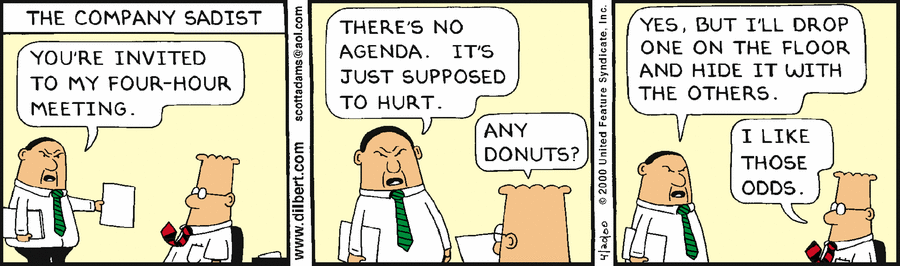 THE COMPANY SADIST
YOU'RE INVITED
TO MY FOUR-HOUR
MEETING.
www.dilbert.com scottadams@aol.com
THERE'S NO
AGENDA. IT'S
JUST SUPPOSED
TO HURT.
ANY
DONUTS?
4/20/00 © 2000 United Feature Syndicate, Inc.
YES, BUT I'LL DROP
ONE ON THE FLOOR
AND HIDE IT WITH
THE OTHERS.
I LIKE
THOSE
ODDS.